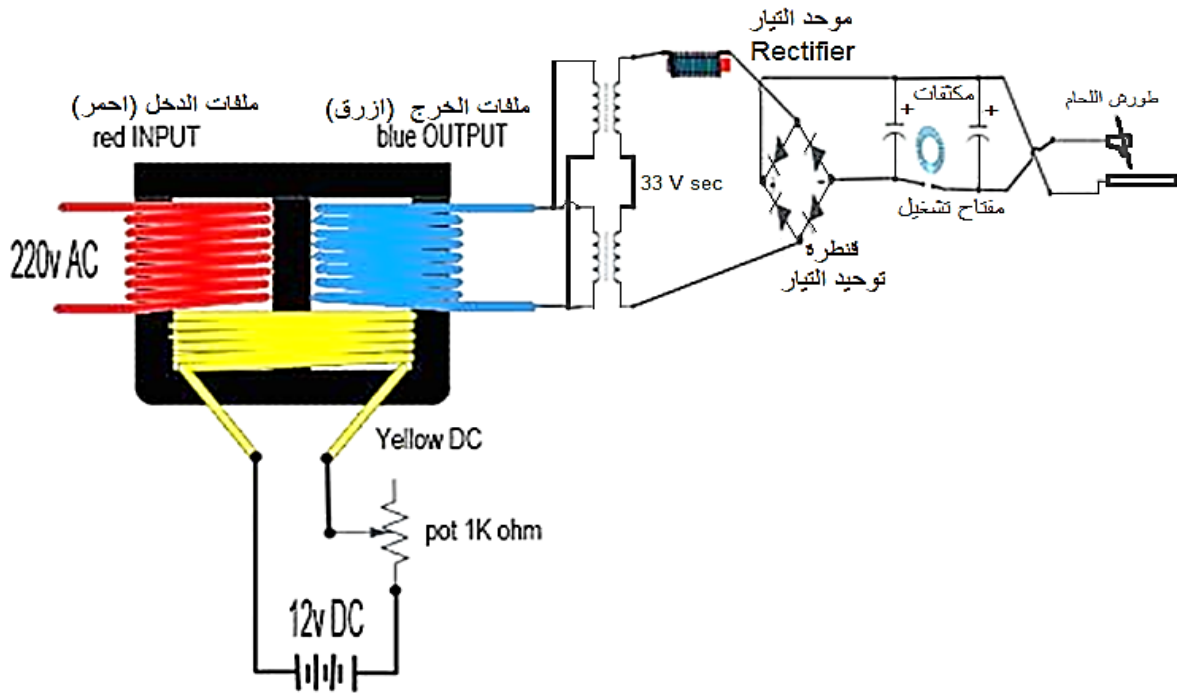 موحد التيار
Rectifier
ملفات الدخل (احمر)
red INPUT
ملفات الخرج (ازرق)
blue OUTPUT
مكثفات
+
+
طورش اللحام
33 V sec
-
مفتاح تشغيل
قنطرة
توحيد التيار
220v AC
Yellow DC
pot 1K ohm
12v DC